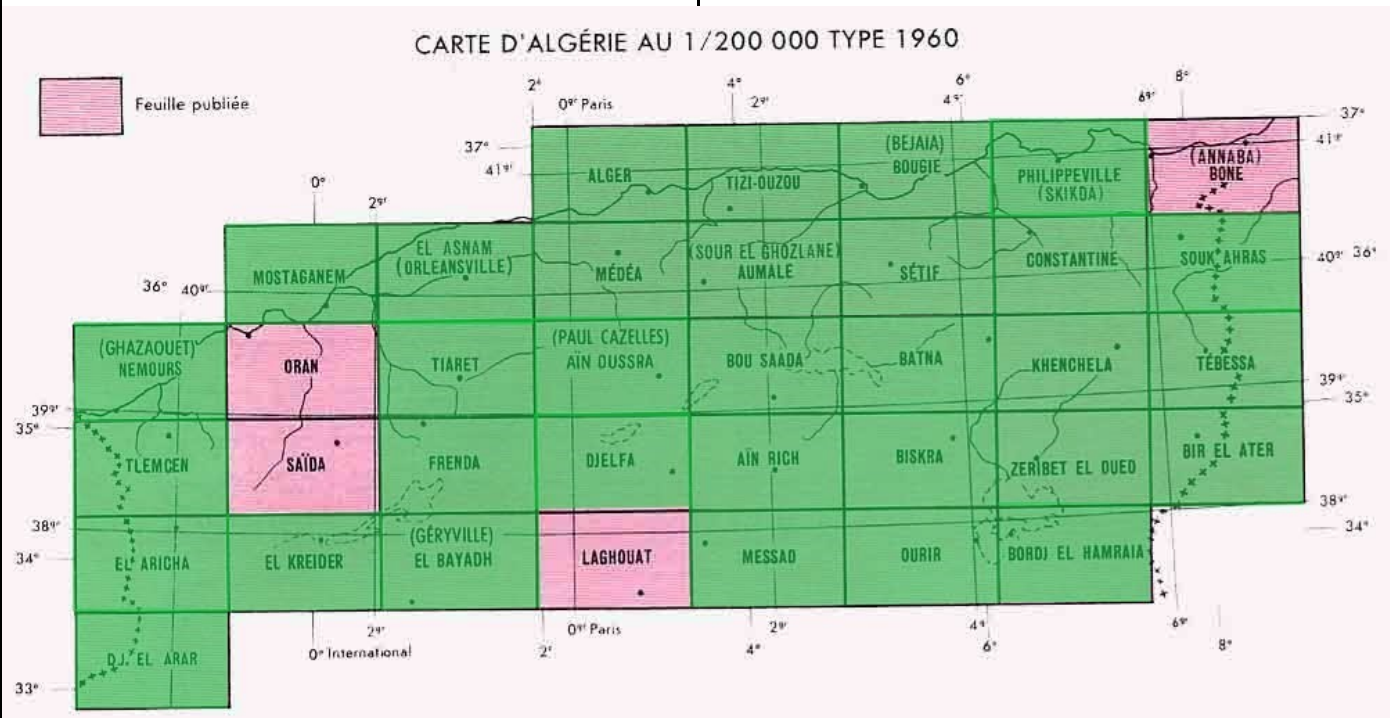 CARTE D'ALGÉRIE AU 1/200 000 TYPE 1960
Feuille publiée
2° 0gr Paris 4° 2gr 6° 4gr 8° 6gr
37° 41gr 37° 41gr
0° 2gr
ALGER
TIZI-OUZOU
(BEJAIA)
BOUGIE
PHILIPPEVILLE
(SKIKDA)
(ANNABA)
BONE
36° 40gr
MOSTAGANEM
EL ASNAM
(ORLEANSVILLE)
MÉDÉA
(SOUR EL GHOZLANE)
AUMALE
SÉTIF
CONSTANTINE
SOUK AHRAS
40gr 36°
(GHAZAOUET)
NEMOURS
ORAN
TIARET
(PAUL CAZELLES)
AÏN OUSSRA
BOU SAADA
BATNA
KHENCHELA
TÉBESSA
39gr
35°
39gr
35°
TLEMCEN
SAÏDA
FRENDA
DJELFA
AÏN RICH
BISKRA
ZERIBET EL OUED
BIR EL ATER
38gr
34°
38gr
34°
EL ARICHA
EL KREIDER
(GÉRYVILLE)
EL BAYADH
LAGHOUAT
MESSAD
OURIR
BORDJ EL HAMRAIA
DJ. EL ARAR
33°
2gr 0gr Paris 2gr 4gr 6gr
0° International 2° 4° 6° 8°